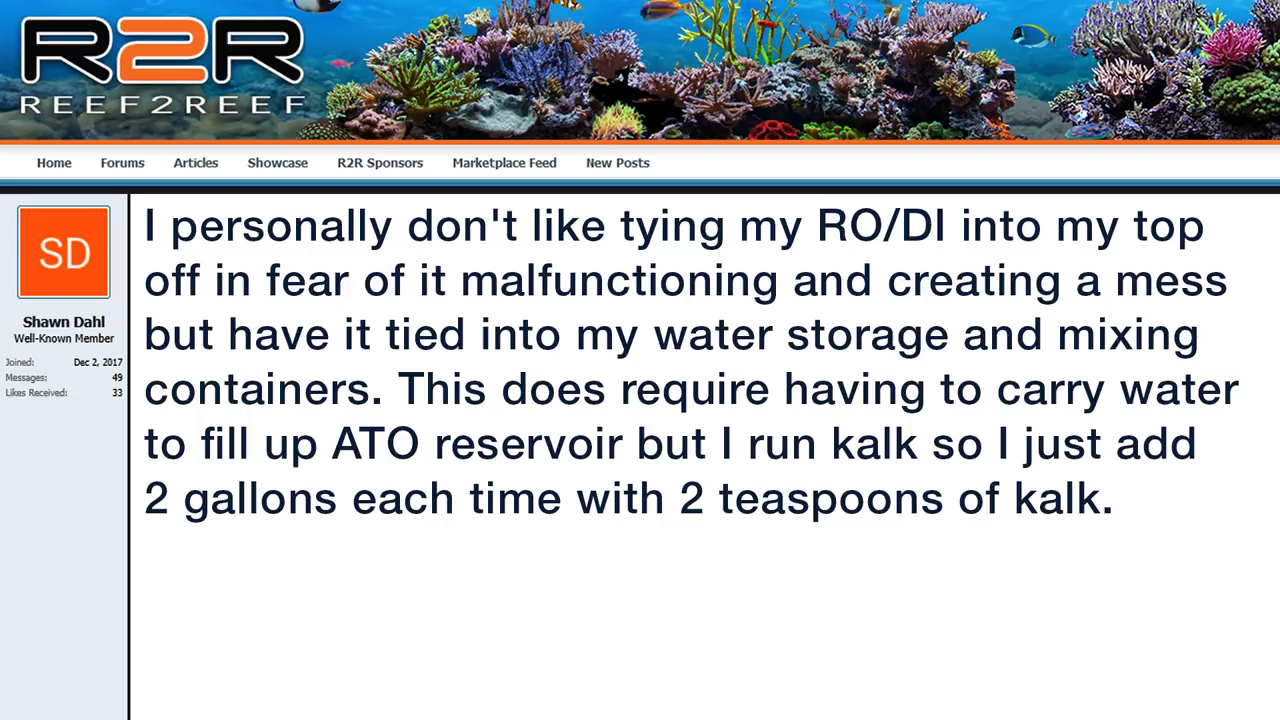 R2R
REEF2REEF
Home Forums Articles Showcase R2R Sponsors Marketplace Feed New Posts
SD
Shawn Dahl
Well-Known Member
Joined: Dec 2, 2017
Messages: 49
Likes Received: 33
I personally don't like tying my RO/DI into my top
off in fear of it malfunctioning and creating a mess
but have it tied into my water storage and mixing
containers. This does require having to carry water
to fill up ATO reservoir but I run kalk so I just add
2 gallons each time with 2 teaspoons of kalk.